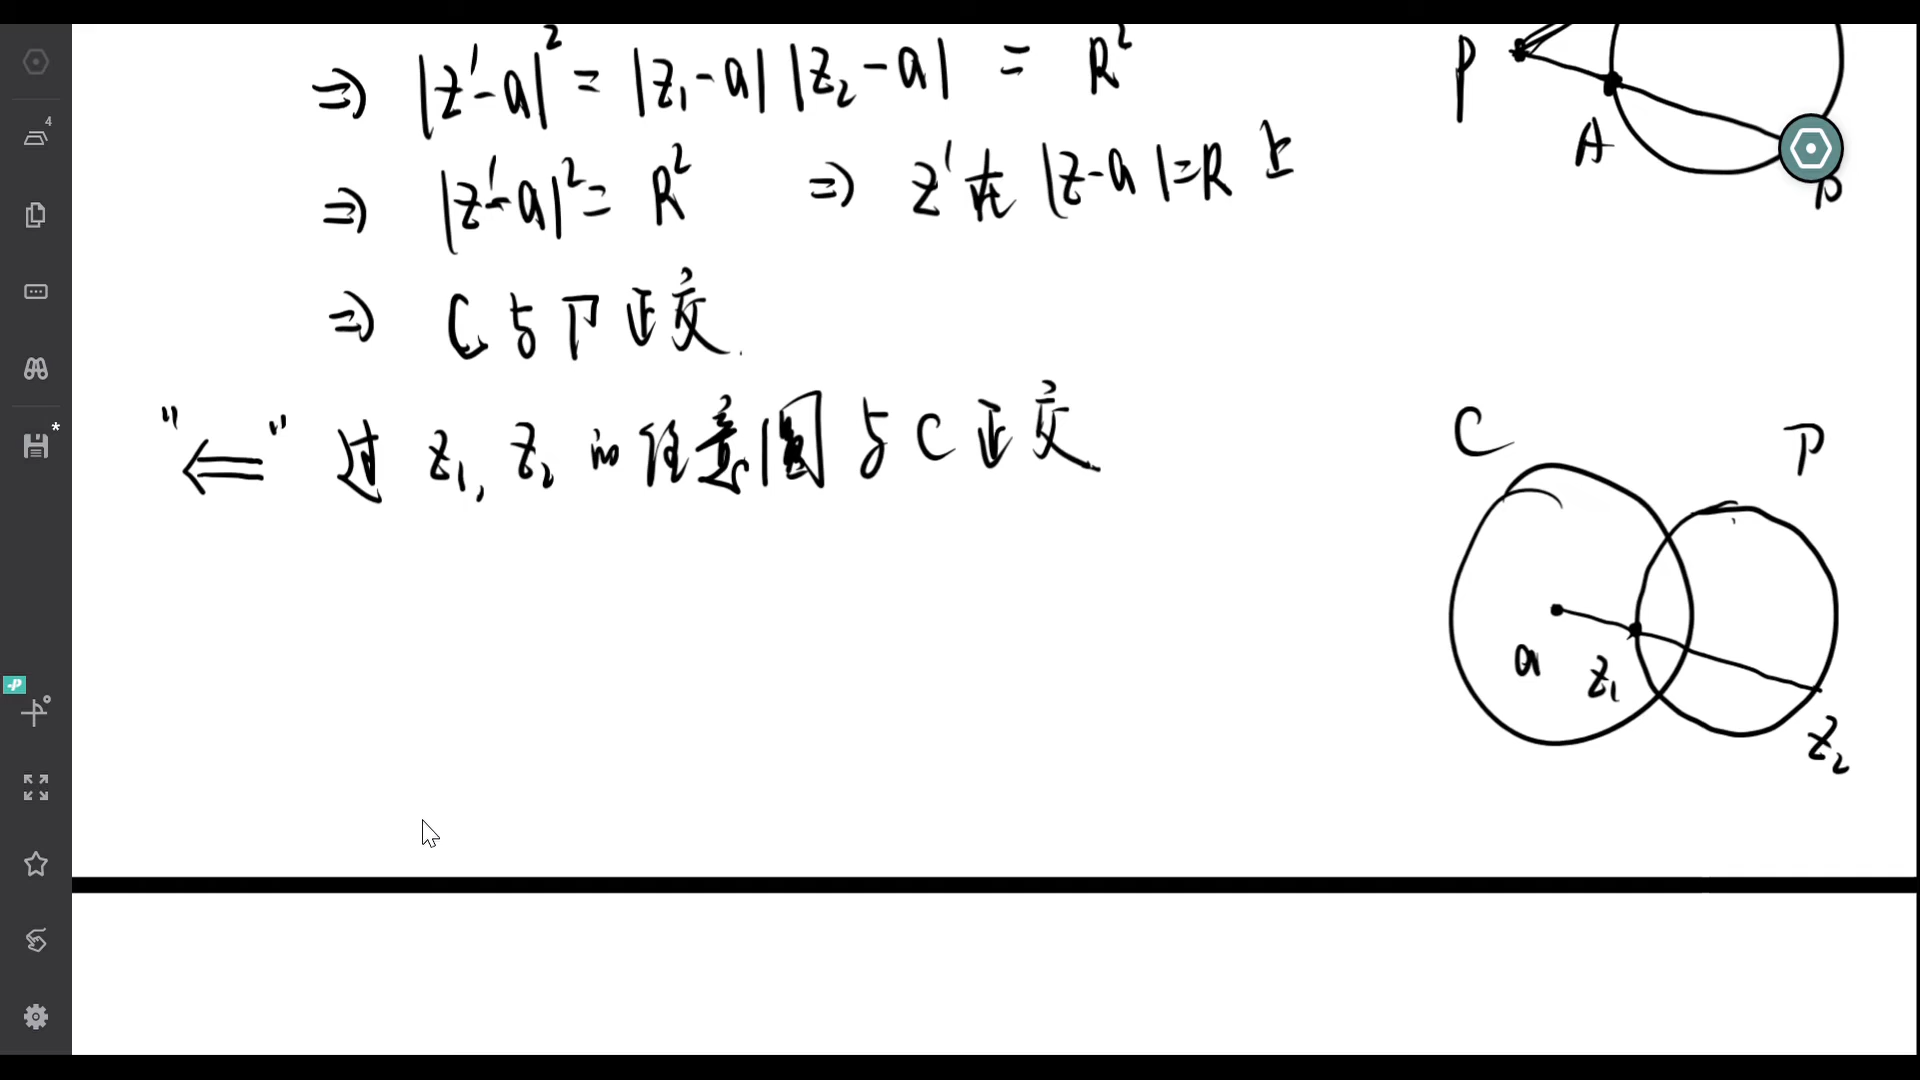 ⇒ |z'-a|² = |z₁-a| |z₂-a| = R²
⇒ |z'-a|² = R² ⇒ z'在 |z-a|=R 上
⇒ C 与 Γ 正交.
"⇐" 过 z₁, z₂ 的任意圆 与 C 正交
P
A
B
C
Γ
a
z₁
z₂
4
*